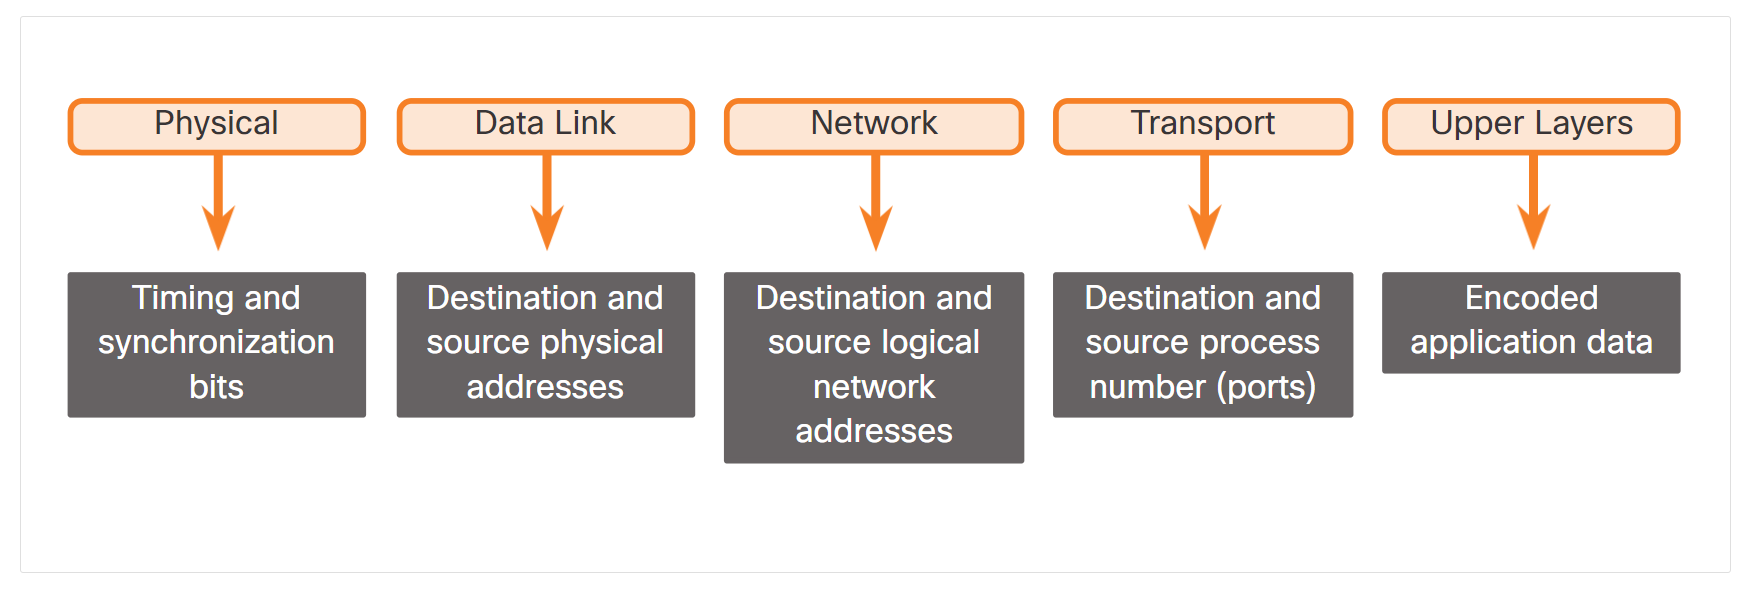 Physical
Data Link
Network
Transport
Upper Layers
Timing and
synchronization
bits
Destination and
source physical
addresses
Destination and
source logical
network
addresses
Destination and
source process
number (ports)
Encoded
application data